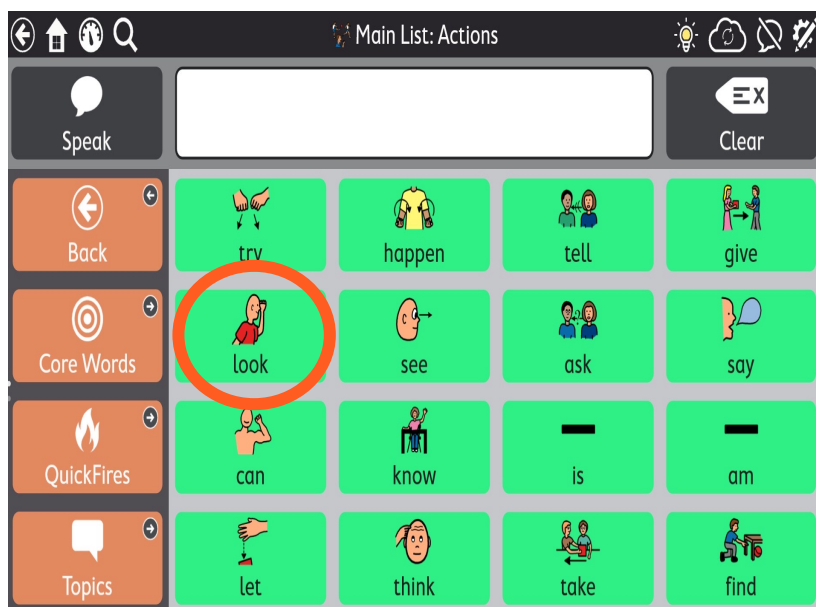 Main List: Actions
Speak
Clear
Back
try
happen
tell
give
Core Words
look
see
ask
say
QuickFires
can
know
is
am
Topics
let
think
take
find